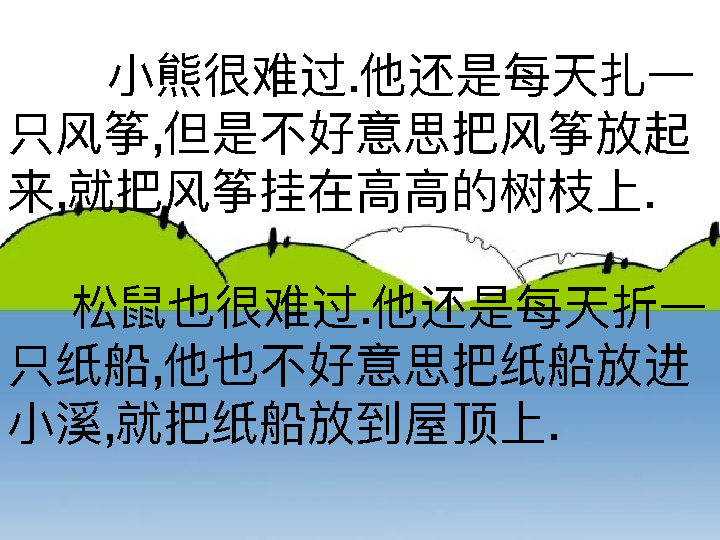 小熊很难过.他还是每天扎一
只风筝,但是不好意思把风筝放起
来,就把风筝挂在高高的树枝上.
松鼠也很难过.他还是每天折一
只纸船,他也不好意思把纸船放进
小溪,就把纸船放到屋顶上.